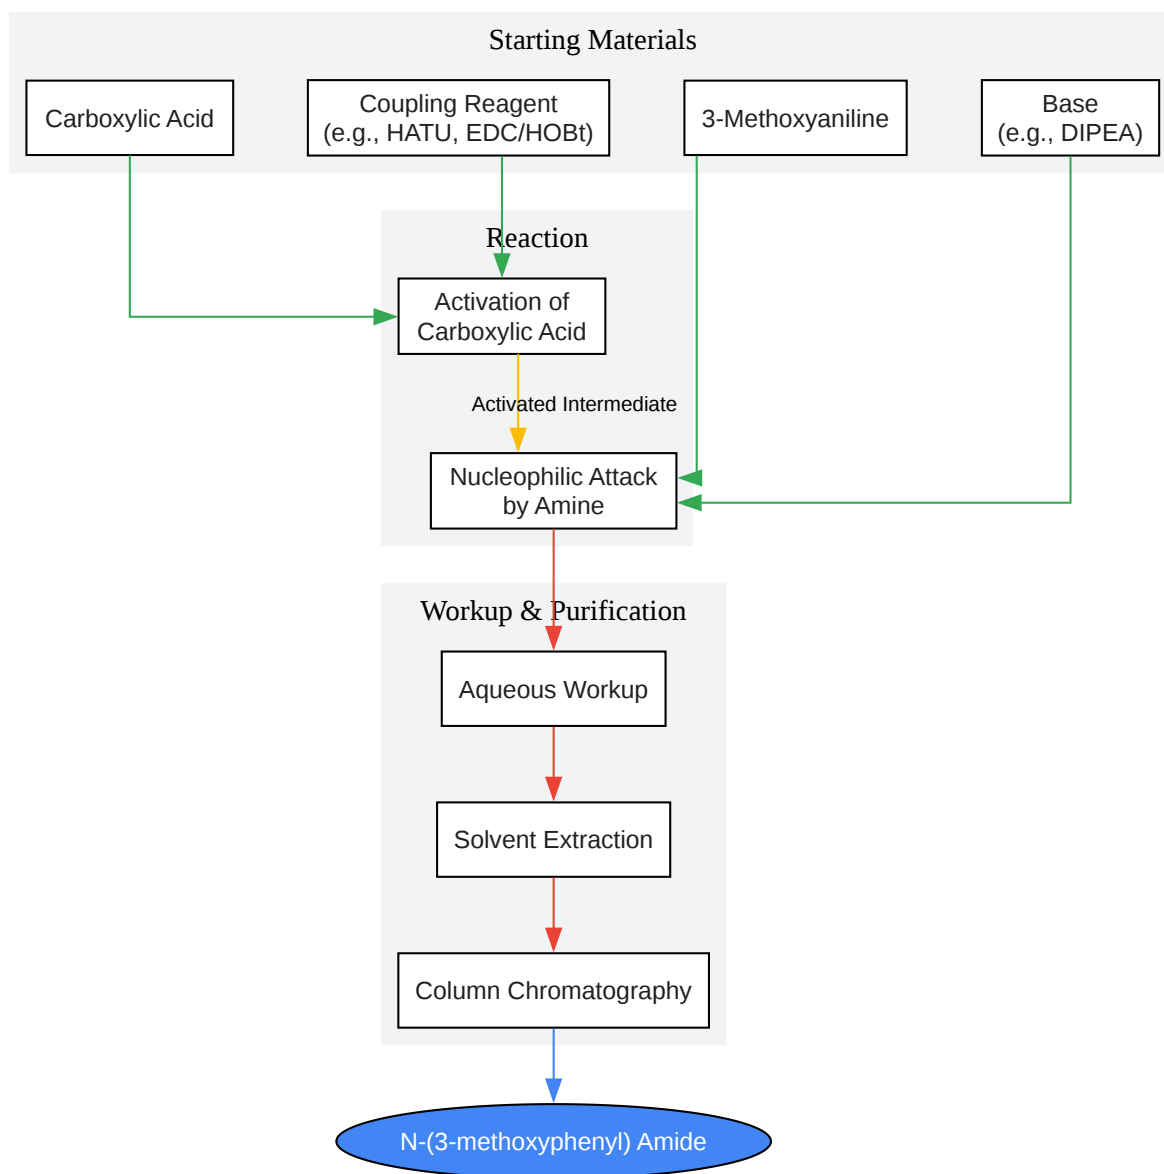 Starting Materials
Carboxylic Acid
Coupling Reagent
(e.g., HATU, EDC/HOBt)
3-Methoxyaniline
Base
(e.g., DIPEA)
Reaction
Activation of
Carboxylic Acid
Activated Intermediate
Nucleophilic Attack
by Amine
Workup & Purification
Aqueous Workup
Solvent Extraction
Column Chromatography
N-(3-methoxyphenyl) Amide